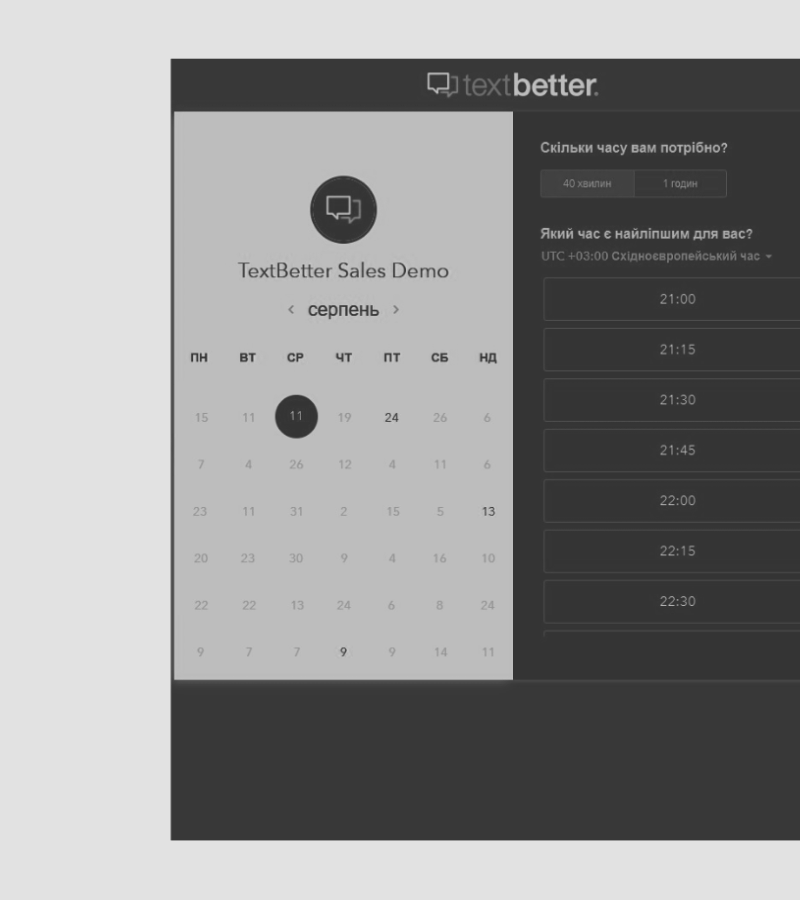 textbetter.
TextBetter Sales Demo
‹ серпень ›
ПН ВТ СР ЧТ ПТ СБ НД
15 11 11 19 24 26 6
7 4 26 12 4 11 6
23 11 31 2 15 5 13
20 23 30 9 4 16 10
22 22 13 24 6 8 24
9 7 7 9 9 14 11
Скільки часу вам потрібно?
40 хвилин 1 годин
Який час є найліпшим для вас?
UTC +03:00 Східноєвропейський час
21:00
21:15
21:30
21:45
22:00
22:15
22:30